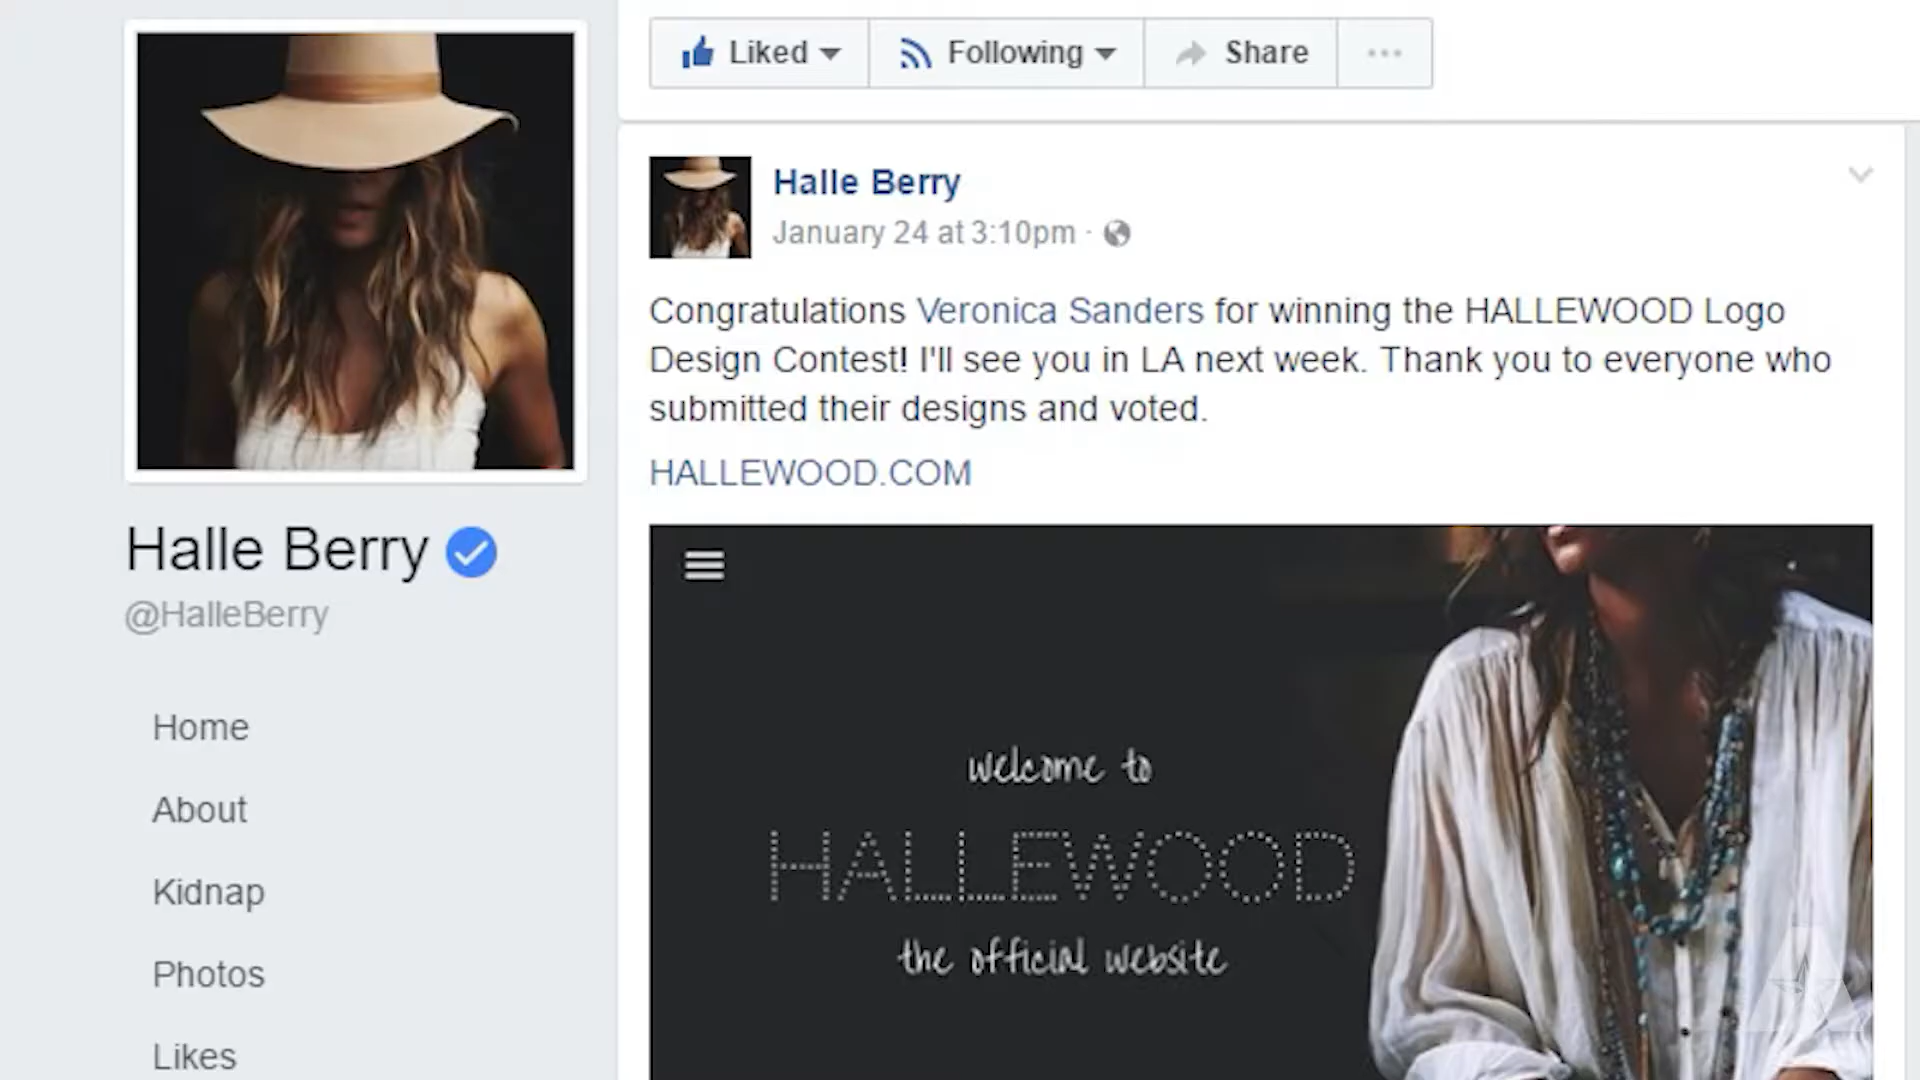 Liked
Following
Share
Halle Berry
January 24 at 3:10pm ·
Congratulations Veronica Sanders for winning the HALLEWOOD Logo
Design Contest! I'll see you in LA next week. Thank you to everyone who
submitted their designs and voted.
HALLEWOOD.COM
welcome to
HALLEWOOD
the official website
Halle Berry
@HalleBerry
Home
About
Kidnap
Photos
Likes